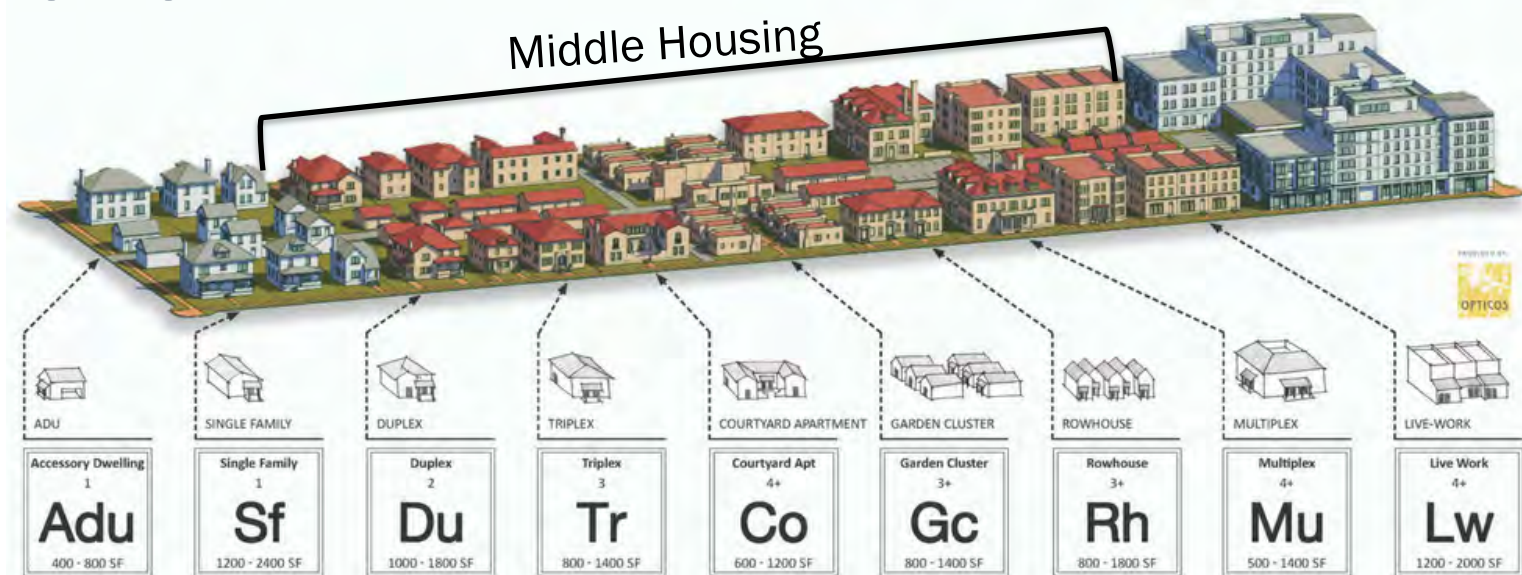 Middle Housing
OPTICOS
ADU
SINGLE FAMILY
DUPLEX
TRIPLEX
COURTYARD APARTMENT
GARDEN CLUSTER
ROWHOUSE
MULTIPLEX
LIVE-WORK
Accessory Dwelling
1
Adu
400 - 800 SF
Single Family
1
Sf
1200 - 2400 SF
Duplex
2
Du
1000 - 1800 SF
Triplex
3
Tr
800 - 1400 SF
Courtyard Apt
4+
Co
600 - 1200 SF
Garden Cluster
3+
Gc
800 - 1400 SF
Rowhouse
3+
Rh
800 - 1800 SF
Multiplex
4+
Mu
500 - 1400 SF
Live Work
4+
Lw
1200 - 2000 SF